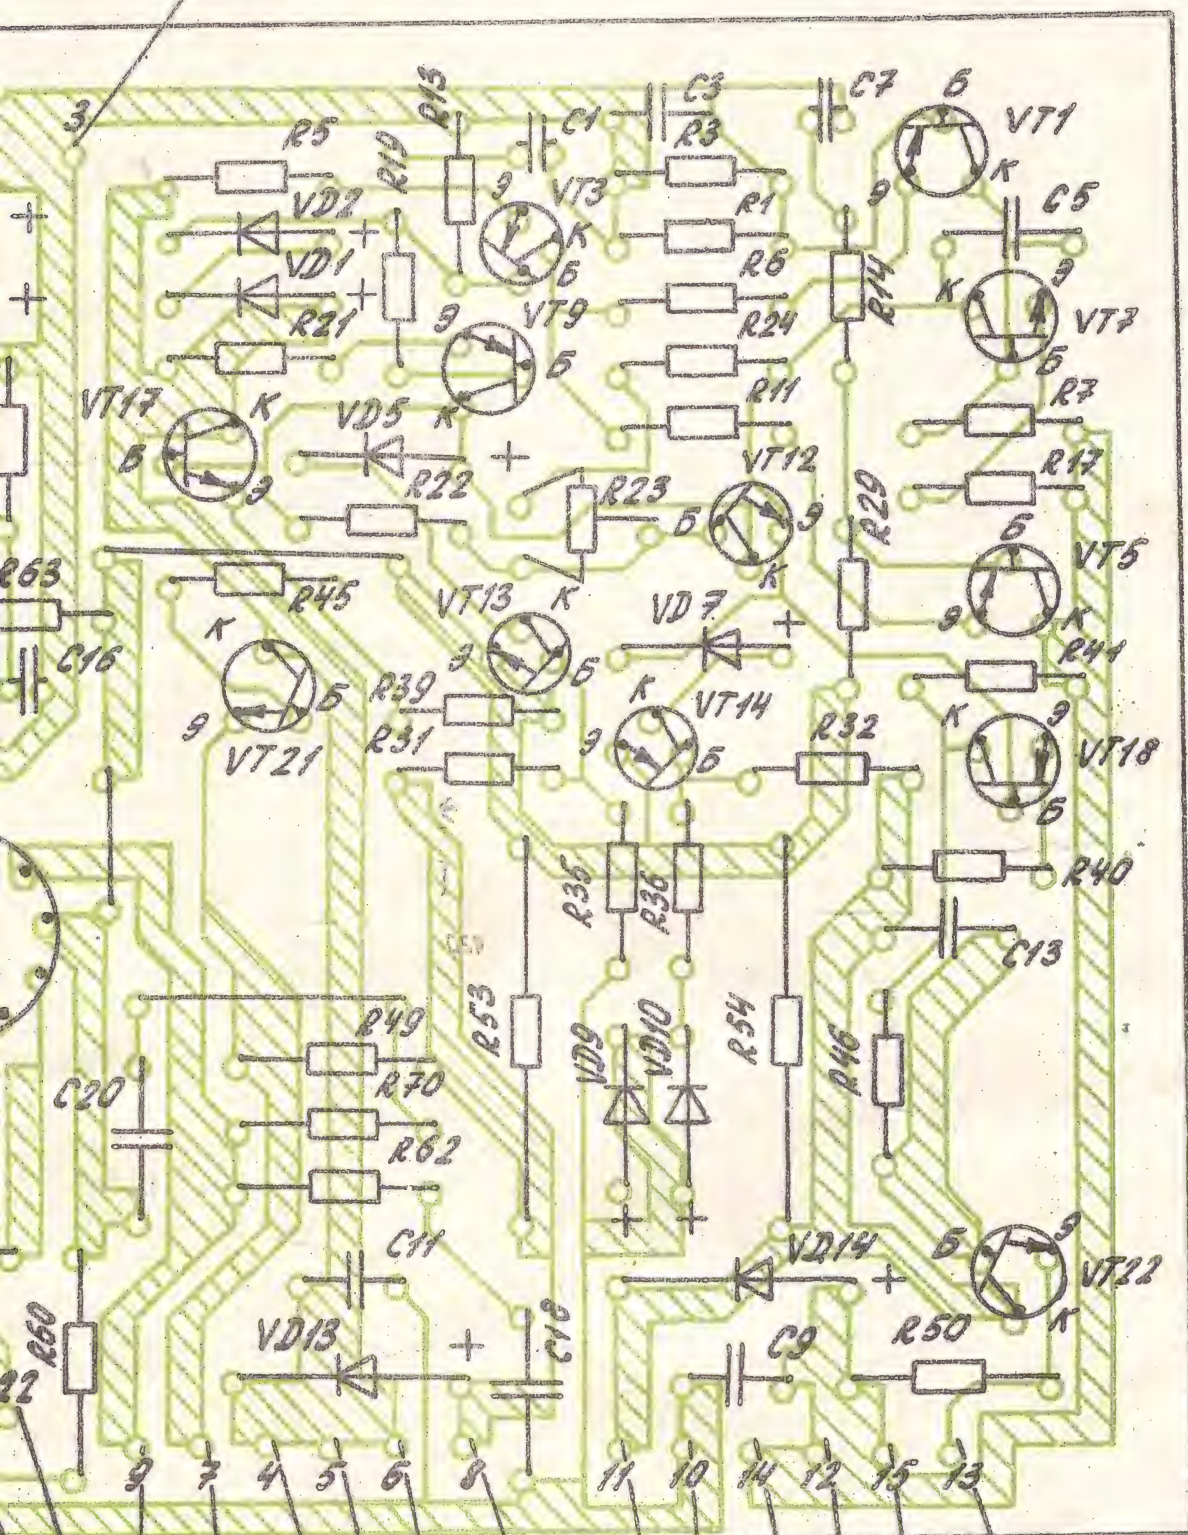 3
R5
R19
R13
C1
C3
C7
Б
VT1
R3
К
Э
VD2
+
Э
VT3
К
Б
R1
C5
+
VD1
+
R6
R14
К
Э
VT7
Б
+
R21
Э
VT9
Б
К
R24
VT17
К
Б
Э
VD5
+
R11
R7
R22
R23
VT12
Б
Э
К
R29
R17
R63
R45
VT13
К
Э
Б
VD7
+
Б
VT5
Э
К
C16
К
Б
Э
VT21
R39
R31
К
VT14
Э
Б
R32
R41
К
Э
VT18
Б
R35
R36
R40
C13
R49
R53
VD9
VD10
R54
R46
C20
R70
R62
+
+
C11
VD14
+
Б
Э
VT22
К
R60
VD13
+
C18
C9
R50
9
7
4
5
6
8
11
10
14
12
15
13